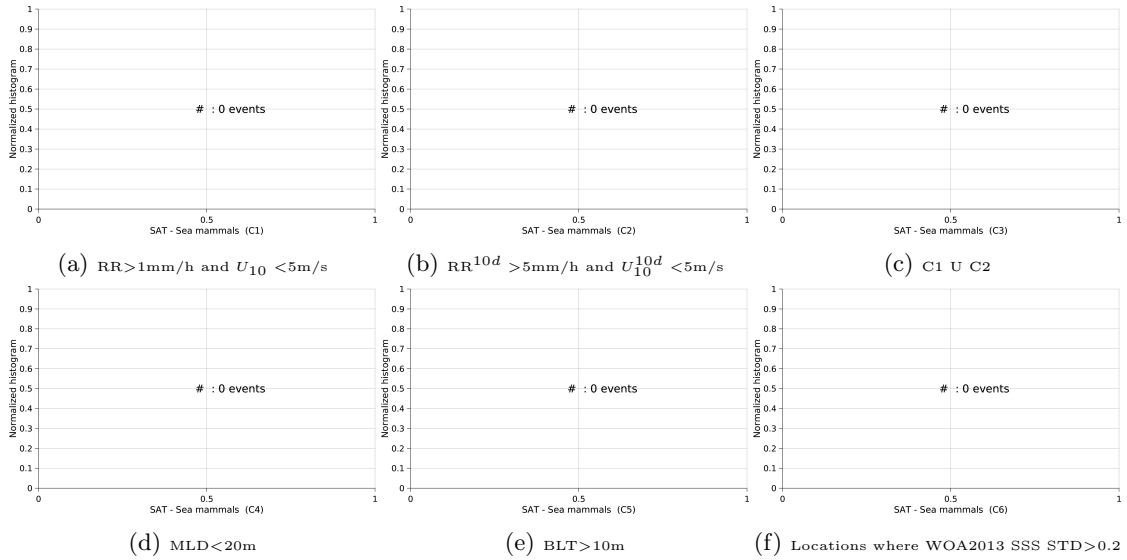 1
0.9
0.8
0.7
0.6
0.5
0.4
0.3
0.2
0.1
0
Normalized histogram
# : 0 events
0 0.5 1
SAT - Sea mammals (C1)
(a) RR>1mm/h and U10 <5m/s
1
0.9
0.8
0.7
0.6
0.5
0.4
0.3
0.2
0.1
0
Normalized histogram
# : 0 events
0 0.5 1
SAT - Sea mammals (C2)
(b) RR10d >5mm/h and U10d10 <5m/s
1
0.9
0.8
0.7
0.6
0.5
0.4
0.3
0.2
0.1
0
Normalized histogram
# : 0 events
0 0.5 1
SAT - Sea mammals (C3)
(c) C1 U C2
1
0.9
0.8
0.7
0.6
0.5
0.4
0.3
0.2
0.1
0
Normalized histogram
# : 0 events
0 0.5 1
SAT - Sea mammals (C4)
(d) MLD<20m
1
0.9
0.8
0.7
0.6
0.5
0.4
0.3
0.2
0.1
0
Normalized histogram
# : 0 events
0 0.5 1
SAT - Sea mammals (C5)
(e) BLT>10m
1
0.9
0.8
0.7
0.6
0.5
0.4
0.3
0.2
0.1
0
Normalized histogram
# : 0 events
0 0.5 1
SAT - Sea mammals (C6)
(f) Locations where WOA2013 SSS STD>0.2